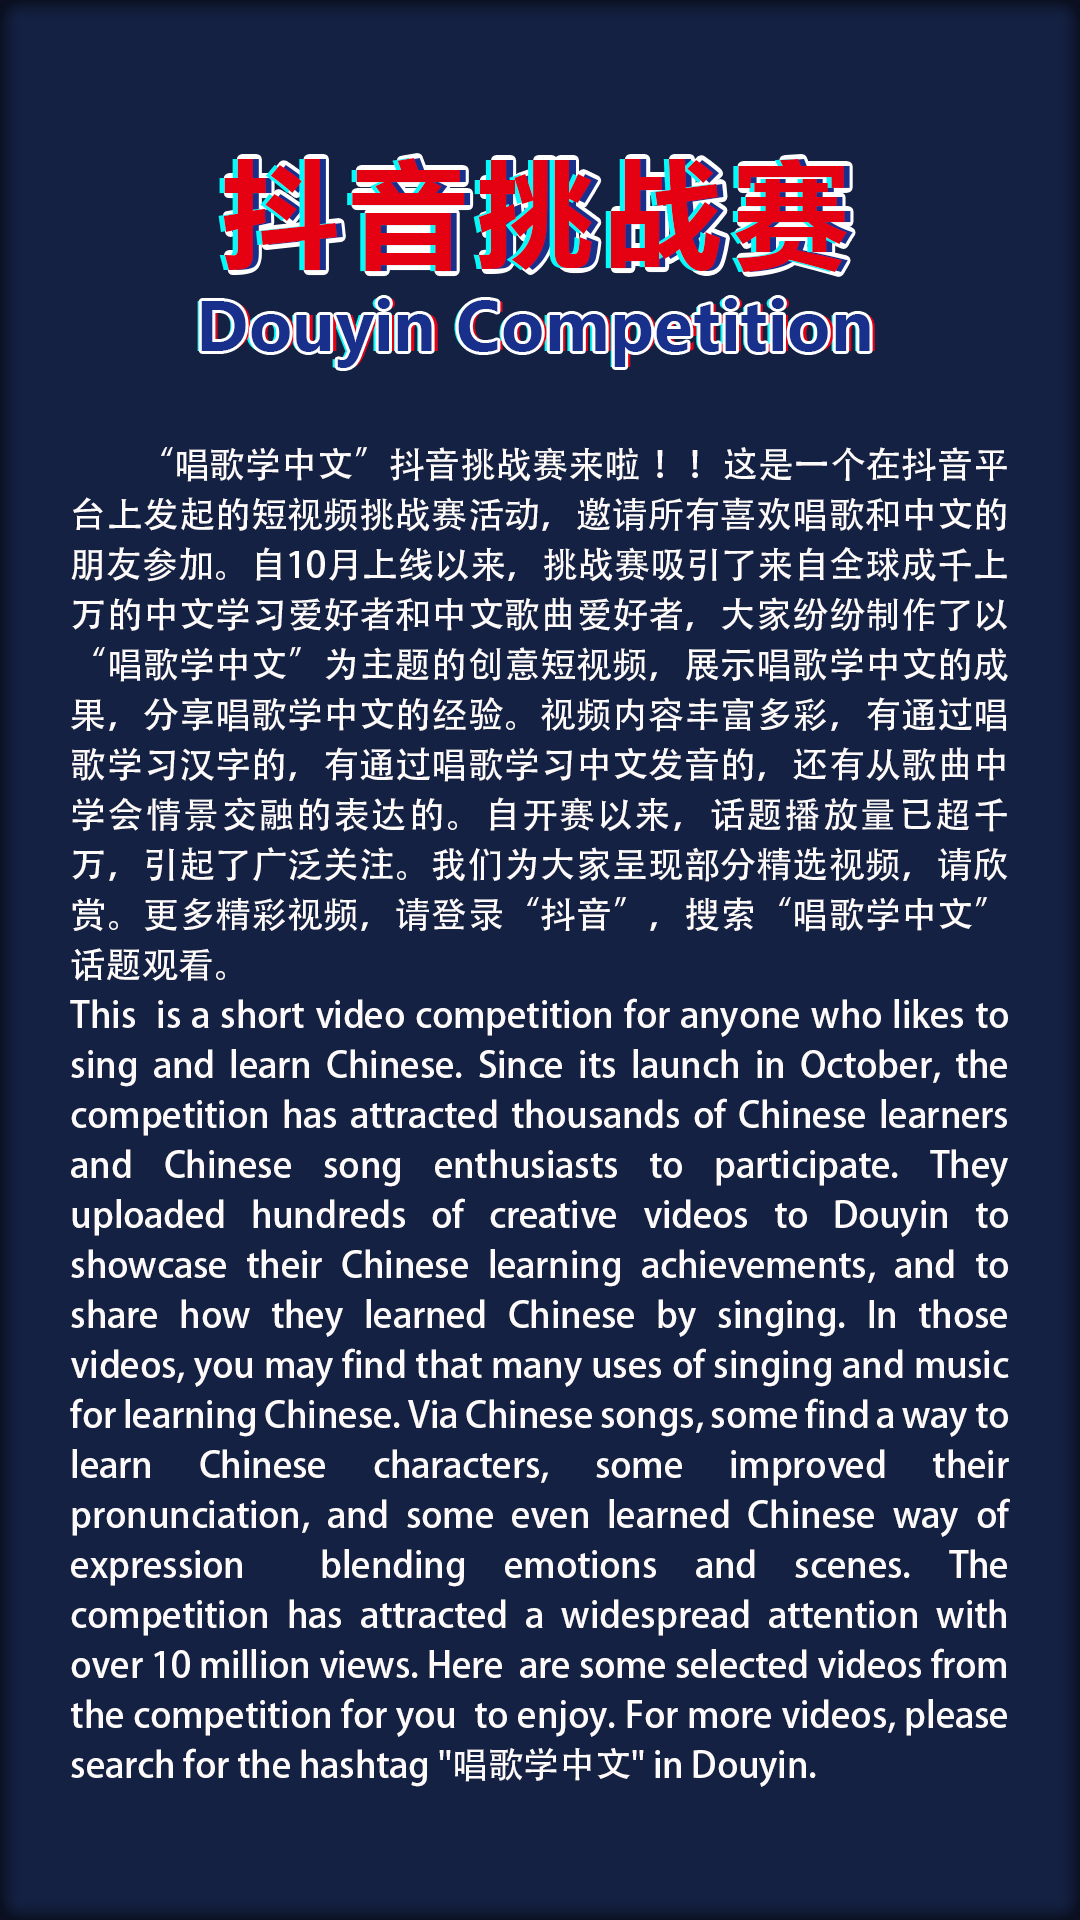 抖音挑战赛
Douyin Competition
“唱歌学中文”抖音挑战赛来啦！！这是一个在抖音平
台上发起的短视频挑战赛活动，邀请所有喜欢唱歌和中文的
朋友参加。自10月上线以来，挑战赛吸引了来自全球成千上
万的中文学习爱好者和中文歌曲爱好者，大家纷纷制作了以
“唱歌学中文”为主题的创意短视频，展示唱歌学中文的成
果，分享唱歌学中文的经验。视频内容丰富多彩，有通过唱
歌学习汉字的，有通过唱歌学习中文发音的，还有从歌曲中
学会情景交融的表达的。自开赛以来，话题播放量已超千
万，引起了广泛关注。我们为大家呈现部分精选视频，请欣
赏。更多精彩视频，请登录“抖音”，搜索“唱歌学中文”
话题观看。
This is a short video competition for anyone who likes to
sing and learn Chinese. Since its launch in October, the
competition has attracted thousands of Chinese learners
and Chinese song enthusiasts to participate. They
uploaded hundreds of creative videos to Douyin to
showcase their Chinese learning achievements, and to
share how they learned Chinese by singing. In those
videos, you may find that many uses of singing and music
for learning Chinese. Via Chinese songs, some find a way to
learn Chinese characters, some improved their
pronunciation, and some even learned Chinese way of
expression blending emotions and scenes. The
competition has attracted a widespread attention with
over 10 million views. Here are some selected videos from
the competition for you to enjoy. For more videos, please
search for the hashtag "唱歌学中文" in Douyin.